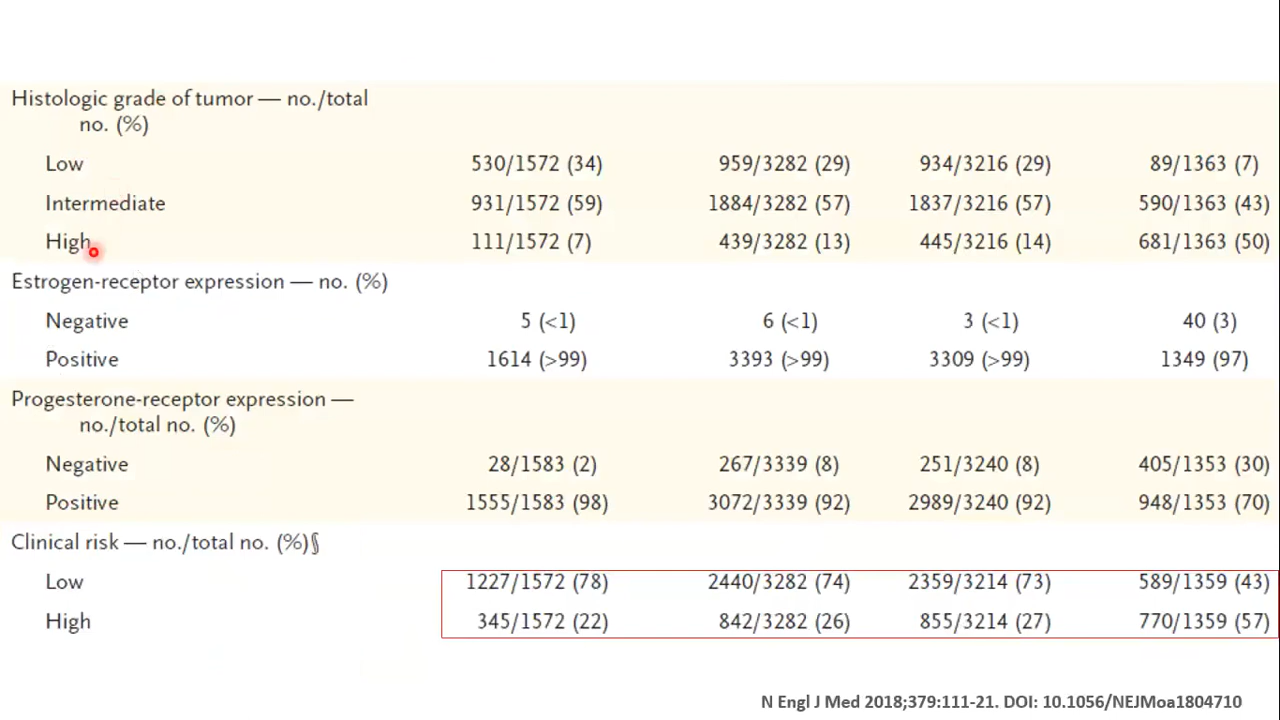 Histologic grade of tumor — no./total
no. (%)
Low 530/1572 (34) 959/3282 (29) 934/3216 (29) 89/1363 (7)
Intermediate 931/1572 (59) 1884/3282 (57) 1837/3216 (57) 590/1363 (43)
High 111/1572 (7) 439/3282 (13) 445/3216 (14) 681/1363 (50)
Estrogen-receptor expression — no. (%)
Negative 5 (<1) 6 (<1) 3 (<1) 40 (3)
Positive 1614 (>99) 3393 (>99) 3309 (>99) 1349 (97)
Progesterone-receptor expression —
no./total no. (%)
Negative 28/1583 (2) 267/3339 (8) 251/3240 (8) 405/1353 (30)
Positive 1555/1583 (98) 3072/3339 (92) 2989/3240 (92) 948/1353 (70)
Clinical risk — no./total no. (%)§
Low 1227/1572 (78) 2440/3282 (74) 2359/3214 (73) 589/1359 (43)
High 345/1572 (22) 842/3282 (26) 855/3214 (27) 770/1359 (57)
N Engl J Med 2018;379:111-21. DOI: 10.1056/NEJMoa1804710